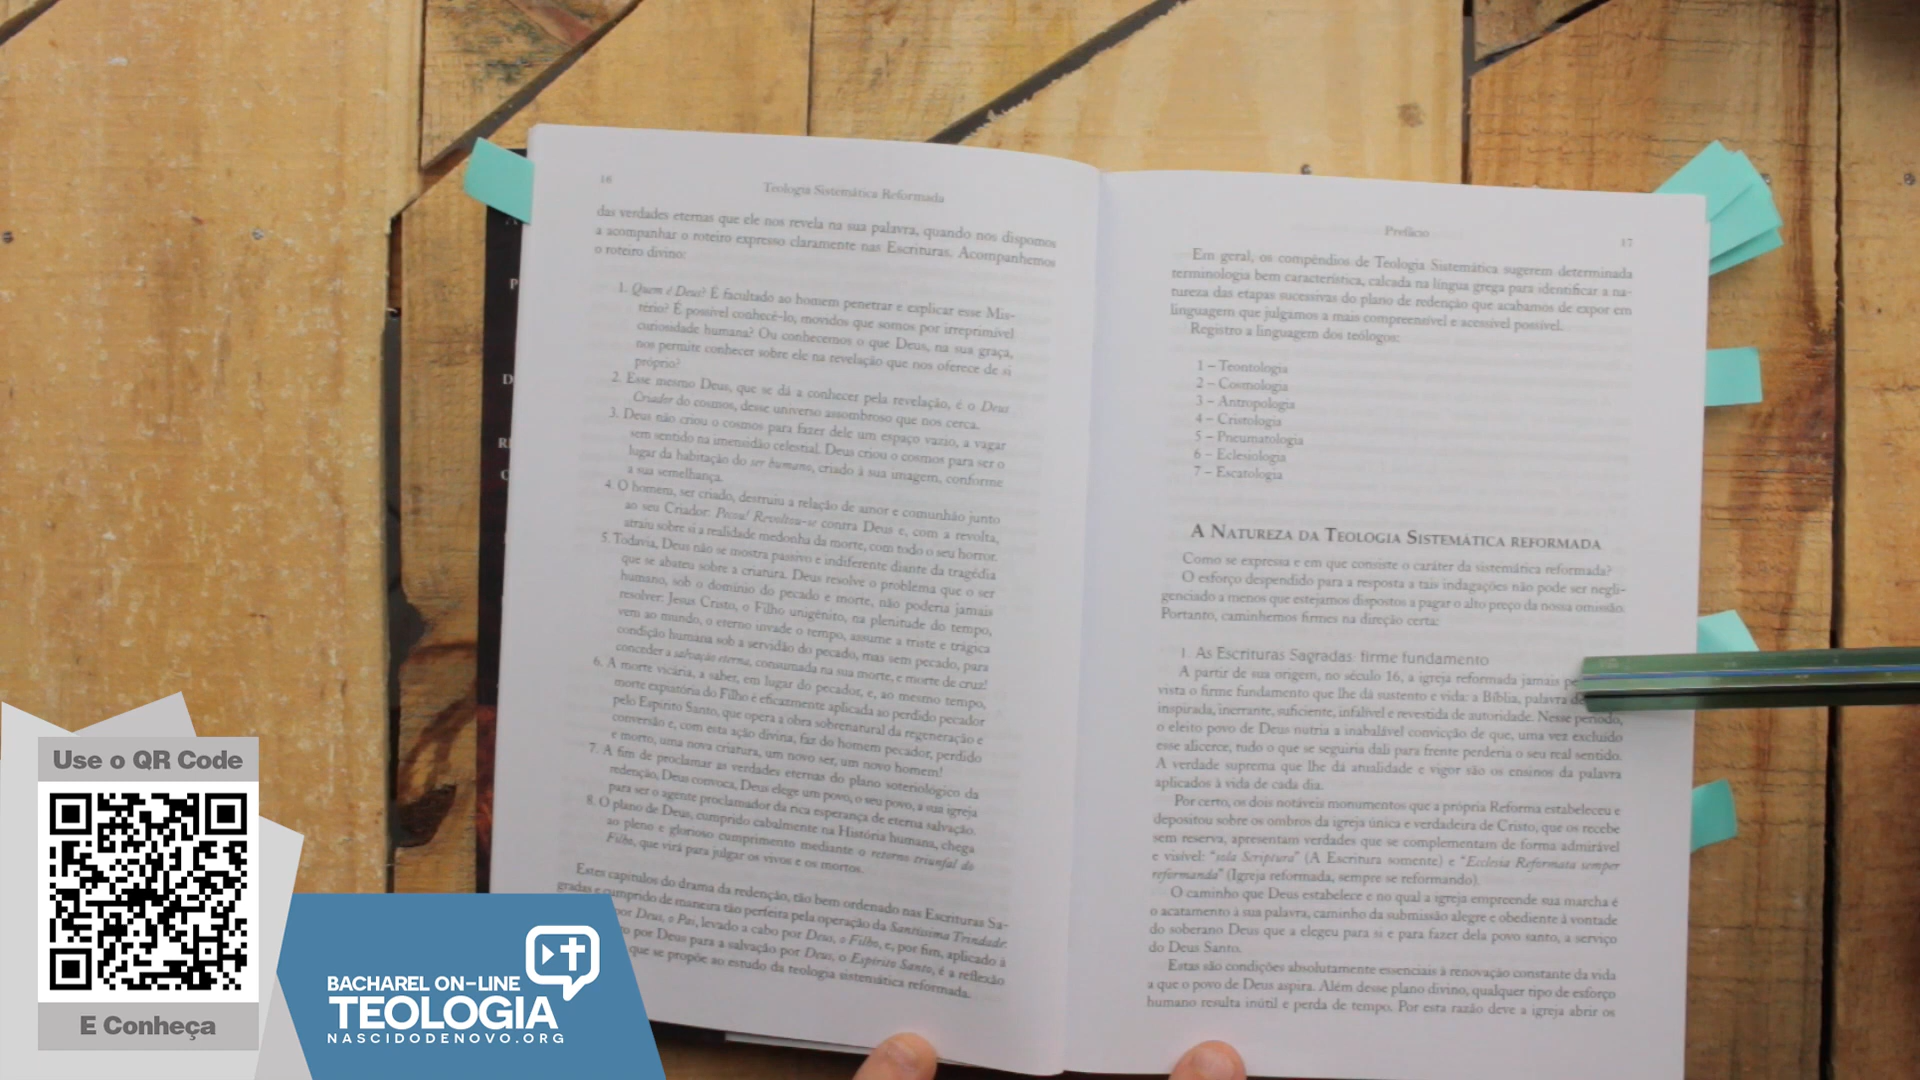 16
Teologia Sistemática Reformada
das verdades eternas que ele nos revela na sua palavra, quando nos dispomos
a acompanhar o roteiro expresso claramente nas Escrituras. Acompanhemos
o roteiro divino:
1. Quem é Deus? É facultado ao homem penetrar e explicar esse Mis-
tério? É possível conhecê-lo, movidos que somos por irreprimível
curiosidade humana? Ou conhecemos o que Deus, na sua graça,
nos permite conhecer sobre ele na revelação que nos oferece de si
próprio?
2. Esse mesmo Deus, que se dá a conhecer pela revelação, é o Deus
Criador do cosmos, desse universo assombroso que nos cerca.
3. Deus não criou o cosmos para fazer dele um espaço vazio, a vagar
sem sentido na imensidão celestial. Deus criou o cosmos para ser o
lugar da habitação do ser humano, criado à sua imagem, conforme
a sua semelhança.
4. O homem, ser criado, destruiu a relação de amor e comunhão junto
ao seu Criador. Pecou! Revoltou-se contra Deus e, com a revolta,
atraiu sobre si a realidade medonha da morte, com todo o seu horror.
5. Todavia, Deus não se mostra passivo e indiferente diante da tragédia
que se abateu sobre a criatura. Deus resolve o problema que o ser
humano, sob o domínio do pecado e morte, não poderia jamais
resolver: Jesus Cristo, o Filho unigênito, na plenitude do tempo,
vem ao mundo, o eterno invade o tempo, assume a triste e trágica
condição humana sob a servidão do pecado, mas sem pecado, para
conceder a salvação eterna, consumada na sua morte, e morte de cruz!
6. A morte vicária, a saber, em lugar do pecador, e, ao mesmo tempo,
morte expiatória do Filho é eficazmente aplicada ao perdido pecador
pelo Espírito Santo, que opera a obra sobrenatural da regeneração e
conversão e, com esta ação divina, faz do homem pecador, perdido
e morto, uma nova criatura, um novo ser, um novo homem!
7. A fim de proclamar as verdades eternas do plano soteriológico da
redenção, Deus convoca, Deus elege um povo, o seu povo, a sua igreja
para ser o agente proclamador da rica esperança de eterna salvação.
8. O plano de Deus, cumprido cabalmente na História humana, chega
ao pleno e glorioso cumprimento mediante o retorno triunfal do
Filho, que virá para julgar os vivos e os mortos.
Estes capítulos do drama da redenção, tão bem ordenado nas Escrituras Sa-
gradas e cumprido de maneira tão perfeita pela operação da Santíssima Trindade:
por Deus, o Pai, levado a cabo por Deus, o Filho, e, por fim, aplicado à
por Deus para a salvação por Deus, o Espírito Santo, é a reflexão
que se propõe ao estudo da teologia sistemática reformada.
Prefácio
17
Em geral, os compêndios de Teologia Sistemática sugerem determinada
terminologia bem característica, calcada na língua grega para identificar a na-
tureza das etapas sucessivas do plano de redenção que acabamos de expor em
linguagem que julgamos a mais compreensível e acessível possível.
Registro a linguagem dos teólogos:
1 – Teontologia
2 – Cosmologia
3 – Antropologia
4 – Cristologia
5 – Pneumatologia
6 – Eclesiologia
7 – Escatologia
A NATUREZA DA TEOLOGIA SISTEMÁTICA REFORMADA
Como se expressa e em que consiste o caráter da sistemática reformada?
O esforço despendido para a resposta a tais indagações não pode ser negli-
genciado a menos que estejamos dispostos a pagar o alto preço da nossa omissão.
Portanto, caminhemos firmes na direção certa:
1. As Escrituras Sagradas: firme fundamento
A partir de sua origem, no século 16, a igreja reformada jamais
vista o firme fundamento que lhe dá sustento e vida: a Bíblia, palavra
inspirada, inerrante, suficiente, infalível e revestida de autoridade. Nesse período,
o eleito povo de Deus nutria a inabalável convicção de que, uma vez excluído
esse alicerce, tudo o que se seguiria dali para frente perderia o seu real sentido.
A verdade suprema que lhe dá atualidade e vigor são os ensinos da palavra
aplicados à vida de cada dia.
Por certo, os dois notáveis monumentos que a própria Reforma estabeleceu e
depositou sobre os ombros da igreja única e verdadeira de Cristo, que os recebe
sem reserva, apresentam verdades que se complementam de forma admirável
e visível: “sola Scriptura” (A Escritura somente) e “Ecclesia Reformata semper
reformanda” (Igreja reformada, sempre se reformando).
O caminho que Deus estabelece e no qual a igreja empreende sua marcha é
o acatamento à sua palavra, caminho da submissão alegre e obediente à vontade
do soberano Deus que a elegeu para si e para fazer dela povo santo, a serviço
do Deus Santo.
Estas são condições absolutamente essenciais à renovação constante da vida
a que o povo de Deus aspira. Além desse plano divino, qualquer tipo de esforço
humano resulta inútil e perda de tempo. Por esta razão deve a igreja abrir os
Use o QR Code
E Conheça
BACHAREL ON-LINE
TEOLOGIA
NASCIDODENOVO.ORG